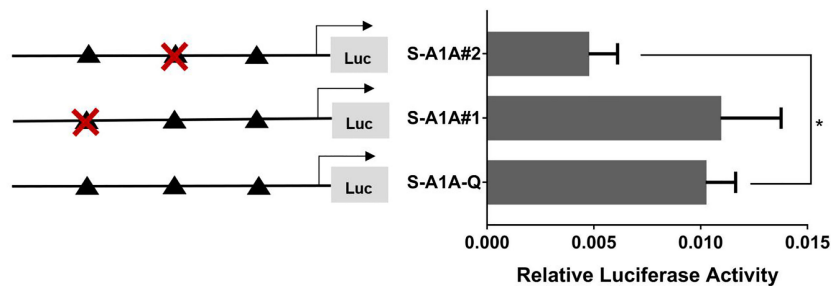 Luc
S-A1A#2
Luc
S-A1A#1
Luc
S-A1A-Q
*
0.000
0.005
0.010
0.015
Relative Luciferase Activity